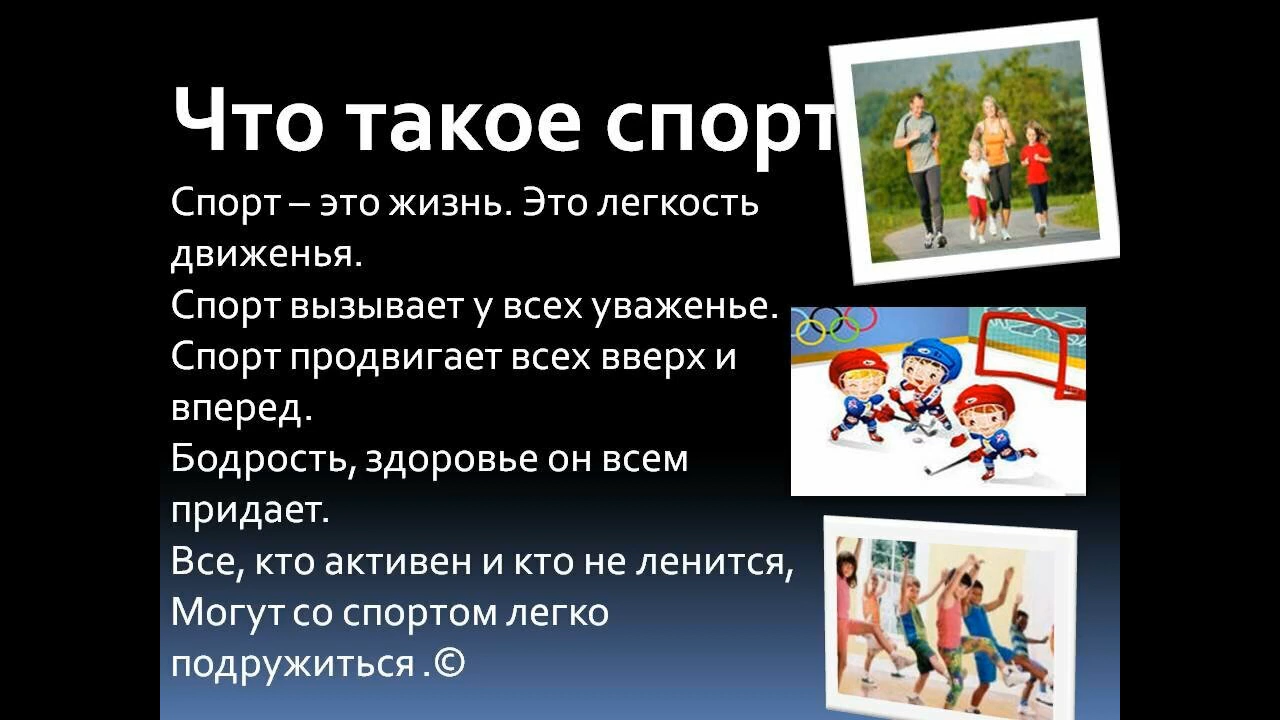 Что такое спорт
Спорт – это жизнь. Это легкость
движенья.
Спорт вызывает у всех уваженье.
Спорт продвигает всех вверх и
вперед.
Бодрость, здоровье он всем
придает.
Все, кто активен и кто не ленится,
Могут со спортом легко
подружиться .©